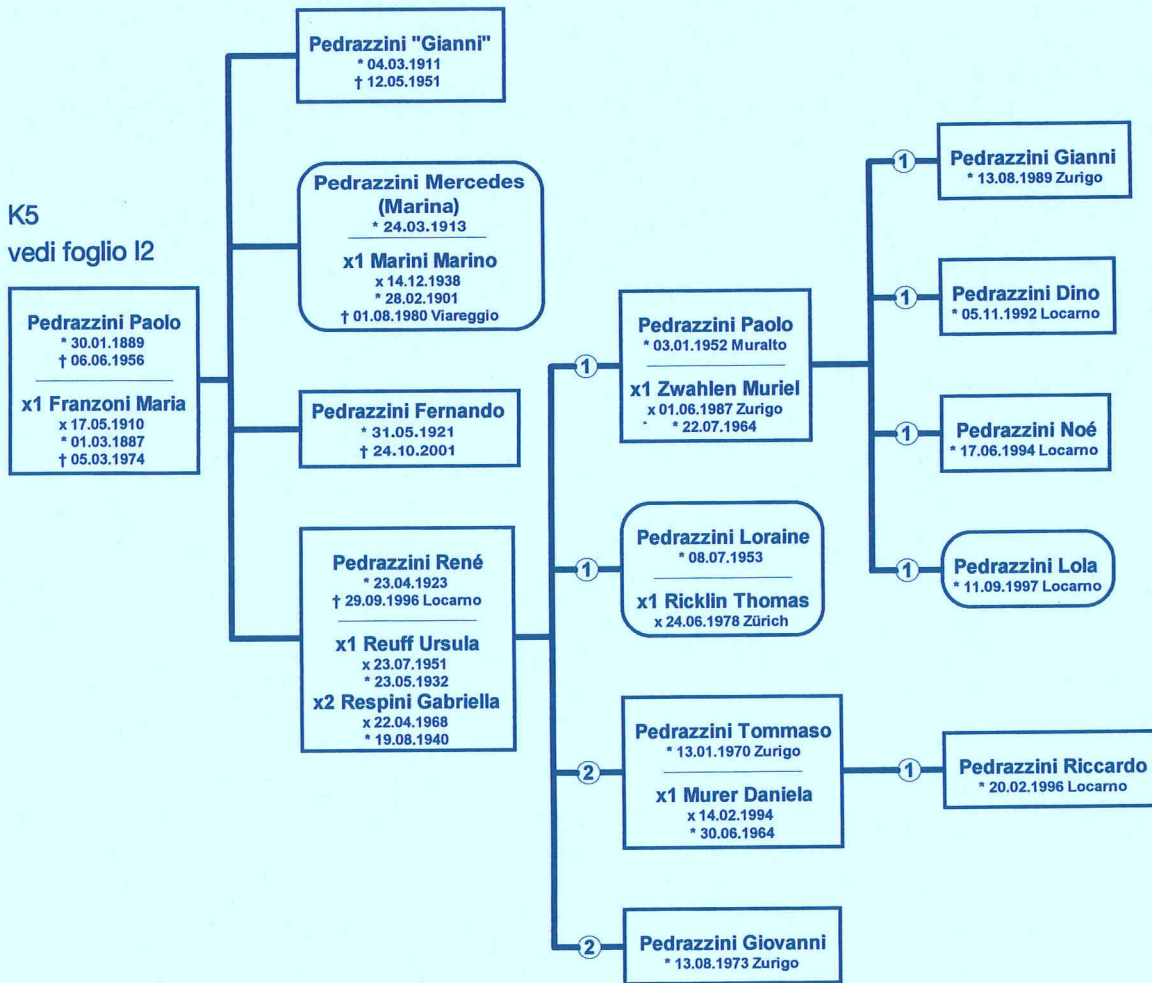 K5
vedi foglio I2
Pedrazzini Paolo
* 30.01.1889
† 06.06.1956
x1 Franzoni Maria
x 17.05.1910
* 01.03.1887
† 05.03.1974
Pedrazzini "Gianni"
* 04.03.1911
† 12.05.1951
Pedrazzini Mercedes
(Marina)
* 24.03.1913
x1 Marini Marino
x 14.12.1938
* 28.02.1901
† 01.08.1980 Viareggio
Pedrazzini Fernando
* 31.05.1921
† 24.10.2001
Pedrazzini René
* 23.04.1923
† 29.09.1996 Locarno
x1 Reuff Ursula
x 23.07.1951
* 23.05.1932
x2 Respini Gabriella
x 22.04.1968
* 19.08.1940
1
Pedrazzini Paolo
* 03.01.1952 Muralto
x1 Zwahlen Muriel
x 01.06.1987 Zurigo
* 22.07.1964
1
Pedrazzini Loraine
* 08.07.1953
x1 Ricklin Thomas
x 24.06.1978 Zürich
2
Pedrazzini Tommaso
* 13.01.1970 Zurigo
x1 Murer Daniela
x 14.02.1994
* 30.06.1964
2
Pedrazzini Giovanni
* 13.08.1973 Zurigo
1
Pedrazzini Gianni
* 13.08.1989 Zurigo
1
Pedrazzini Dino
* 05.11.1992 Locarno
1
Pedrazzini Noé
* 17.06.1994 Locarno
1
Pedrazzini Lola
* 11.09.1997 Locarno
1
Pedrazzini Riccardo
* 20.02.1996 Locarno